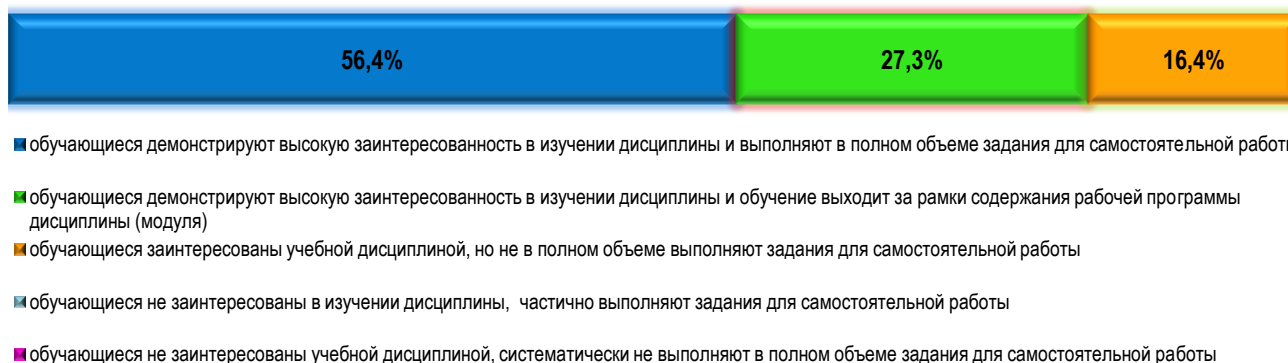 56,4% 27,3% 16,4%
обучающиеся демонстрируют высокую заинтересованность в изучении дисциплины и выполняют в полном объеме задания для самостоятельной работ
обучающиеся демонстрируют высокую заинтересованность в изучении дисциплины и обучение выходит за рамки содержания рабочей программы
дисциплины (модуля)
обучающиеся заинтересованы учебной дисциплиной, но не в полном объеме выполняют задания для самостоятельной работы
обучающиеся не заинтересованы в изучении дисциплины, частично выполняют задания для самостоятельной работы
обучающиеся не заинтересованы учебной дисциплиной, систематически не выполняют в полном объеме задания для самостоятельной работы